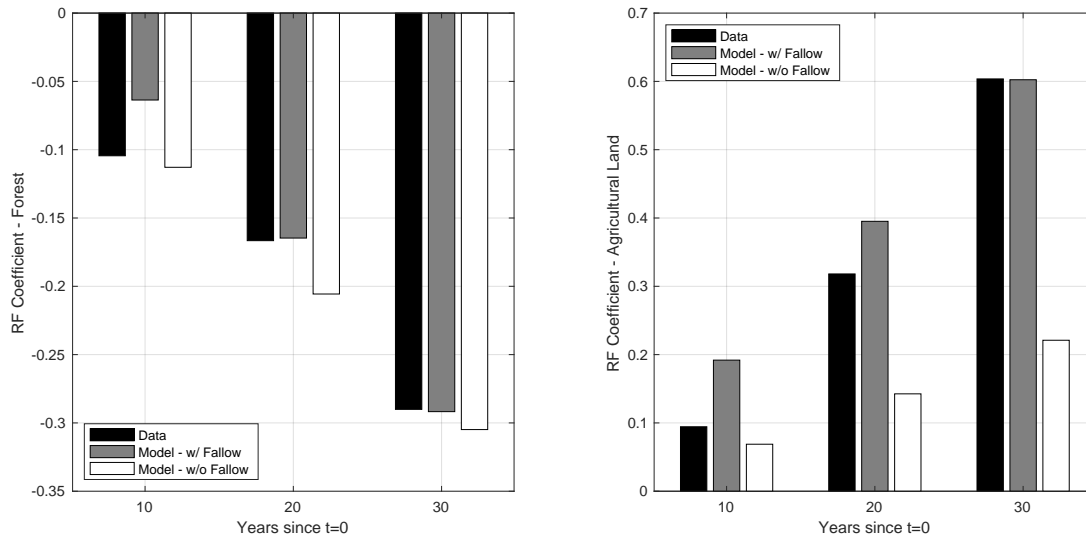 0
-0.05
-0.1
-0.15
-0.2
-0.25
-0.3
-0.35
RF Coefficient - Forest
Data
Model - w/ Fallow
Model - w/o Fallow
10 20 30
Years since t=0
0.7
0.6
0.5
0.4
0.3
0.2
0.1
0
RF Coefficient - Agricultural Land
Data
Model - w/ Fallow
Model - w/o Fallow
10 20 30
Years since t=0